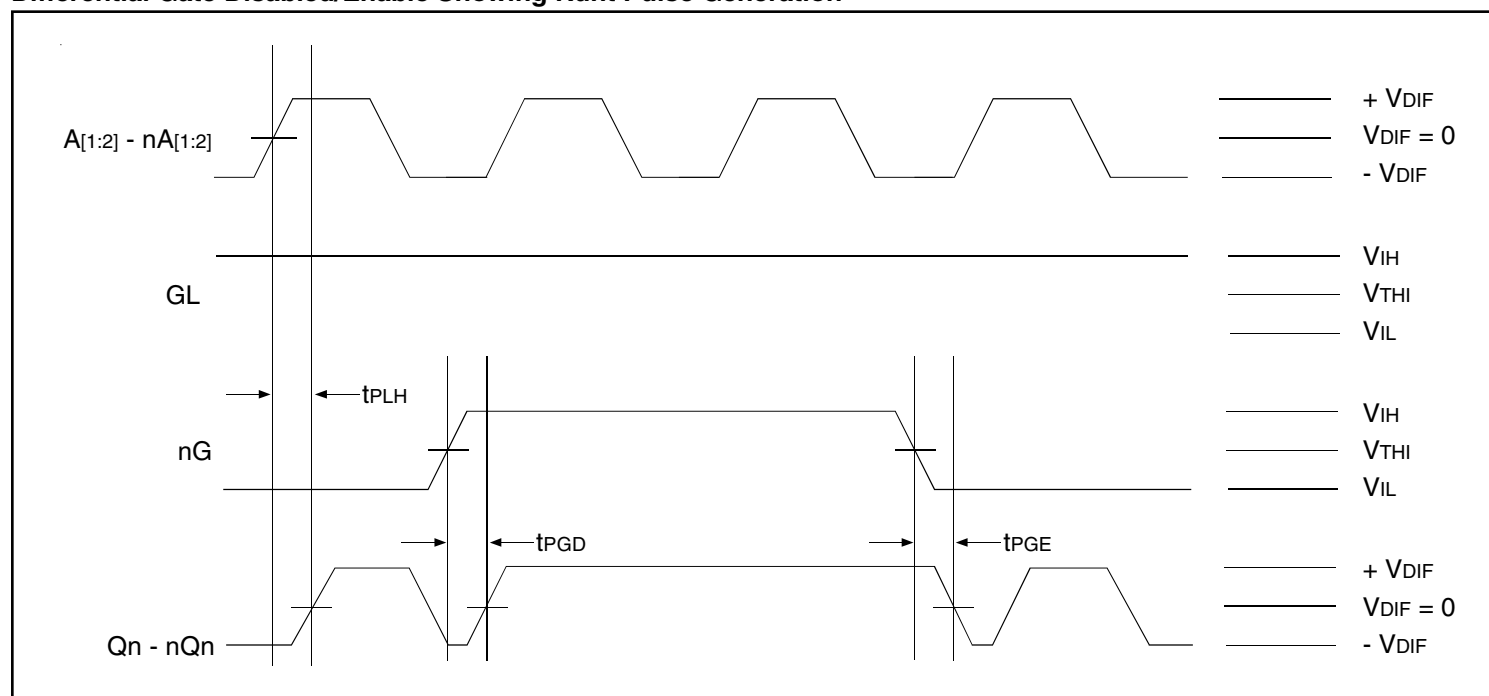 Differential Gate Disabled/Enable Showing Runt Pulse Generation
A[1:2] - nA[1:2]
+ VDIF
VDIF = 0
- VDIF
GL
VIH
VTHI
VIL
tPLH
nG
VIH
VTHI
VIL
tPGD
tPGE
Qn - nQn
+ VDIF
VDIF = 0
- VDIF